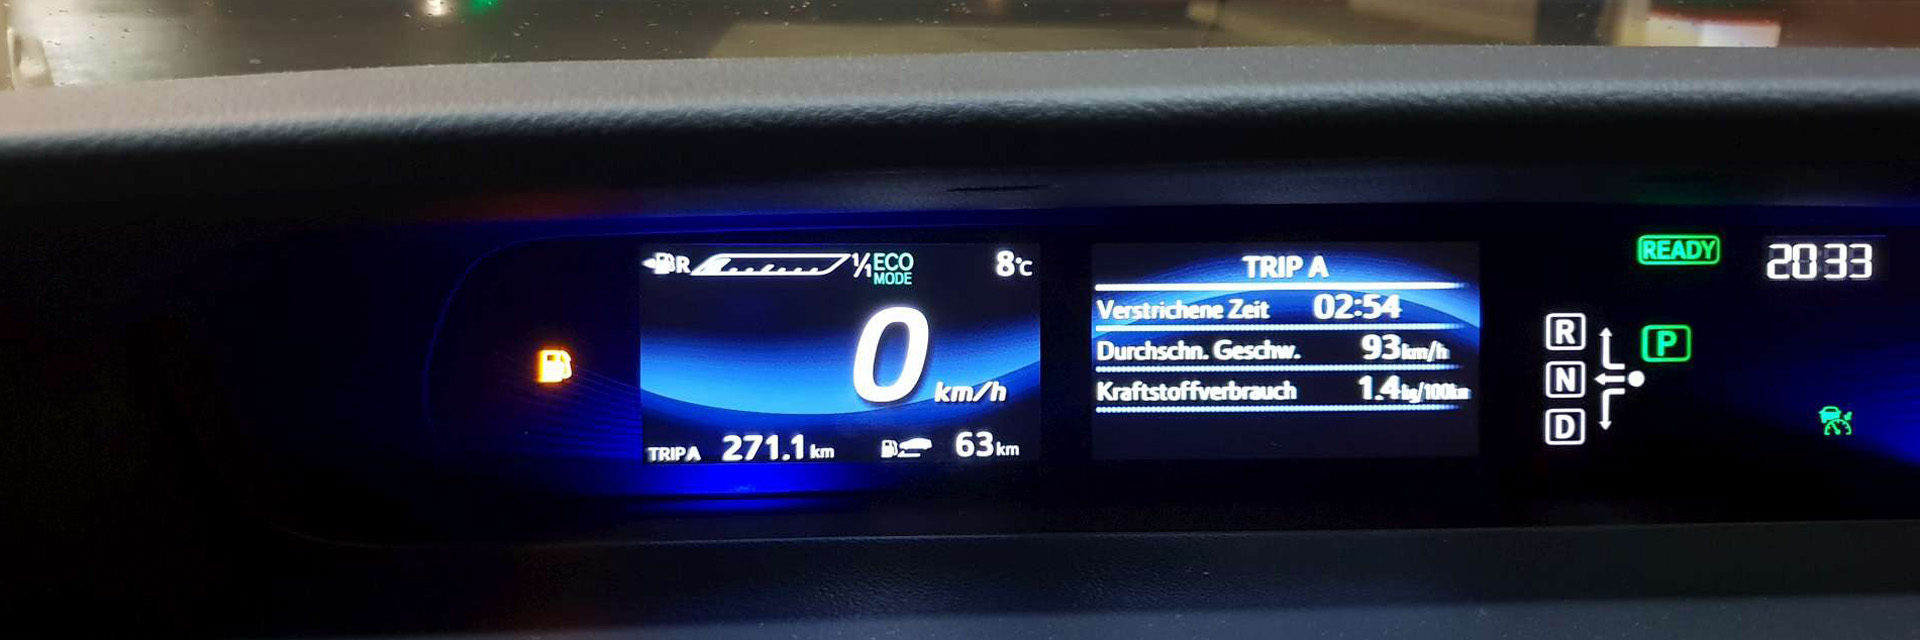 R 1/1 ECO MODE 8°C
0 km/h
TRIP A 271.1 km 63 km
TRIP A
Verstrichene Zeit 02:54
Durchschn. Geschw. 93 km/h
Kraftstoffverbrauch 1.4 kg/100km
READY 20:33
R
P
N
D